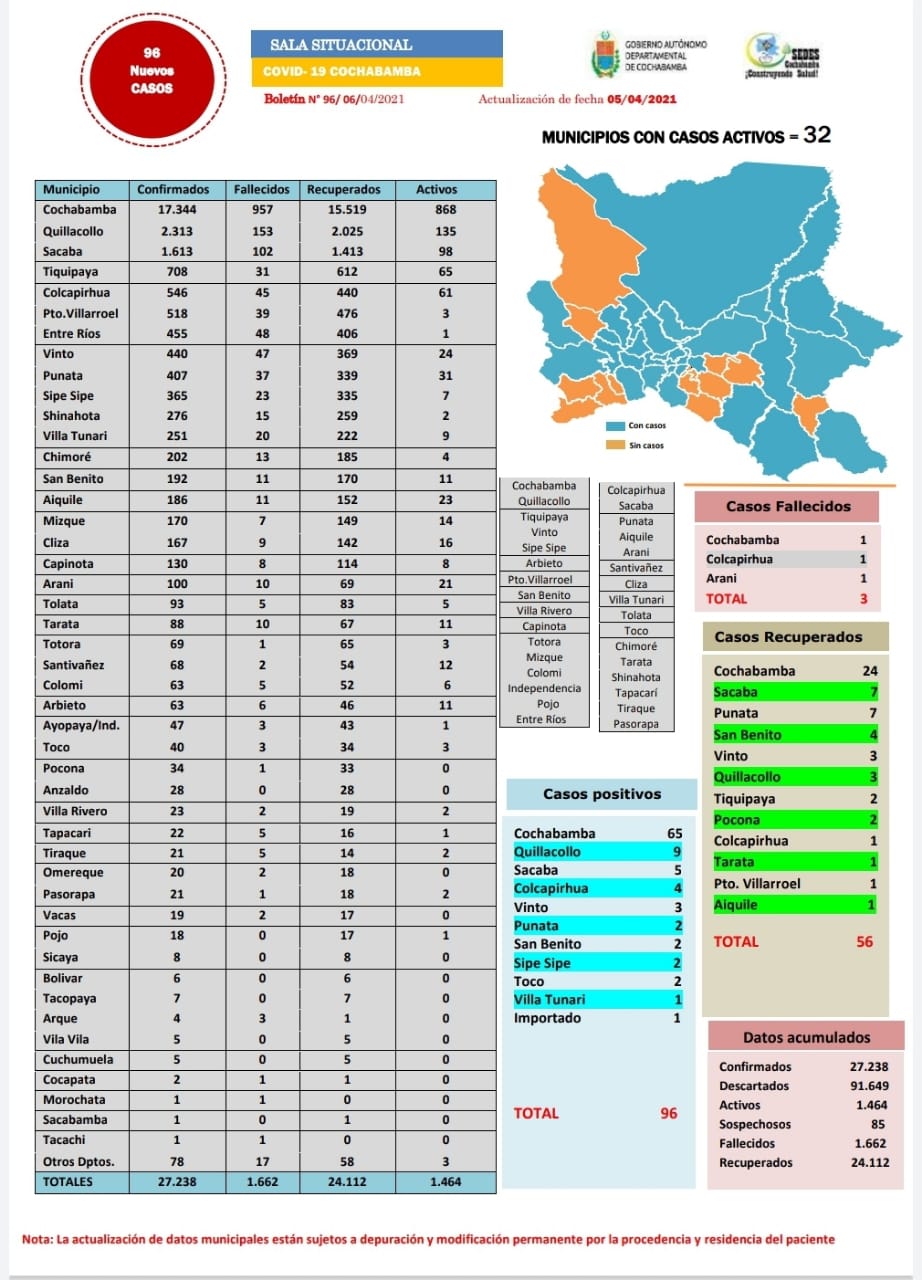 96
Nuevos
CASOS
SALA SITUACIONAL
COVID- 19 COCHABAMBA
Boletín N° 96/ 06/04/2021
Actualización de fecha 05/04/2021
GOBIERNO AUTÓNOMO
DEPARTAMENTAL
DE COCHABAMBA
SEDES
Cochabamba
¡Construyendo Salud!
MUNICIPIOS CON CASOS ACTIVOS = 32
Municipio Confirmados Fallecidos Recuperados Activos
Cochabamba 17.344 957 15.519 868
Quillacollo 2.313 153 2.025 135
Sacaba 1.613 102 1.413 98
Tiquipaya 708 31 612 65
Colcapirhua 546 45 440 61
Pto.Villarroel 518 39 476 3
Entre Ríos 455 48 406 1
Vinto 440 47 369 24
Punata 407 37 339 31
Sipe Sipe 365 23 335 7
Shinahota 276 15 259 2
Villa Tunari 251 20 222 9
Chimoré 202 13 185 4
San Benito 192 11 170 11
Aiquile 186 11 152 23
Mizque 170 7 149 14
Cliza 167 9 142 16
Capinota 130 8 114 8
Arani 100 10 69 21
Tolata 93 5 83 5
Tarata 88 10 67 11
Totora 69 1 65 3
Santivañez 68 2 54 12
Colomi 63 5 52 6
Arbieto 63 6 46 11
Ayopaya/Ind. 47 3 43 1
Toco 40 3 34 3
Pocona 34 1 33 0
Anzaldo 28 0 28 0
Villa Rivero 23 2 19 2
Tapacari 22 5 16 1
Tiraque 21 5 14 2
Omereque 20 2 18 0
Pasorapa 21 1 18 2
Vacas 19 2 17 0
Pojo 18 0 17 1
Sicaya 8 0 8 0
Bolivar 6 0 6 0
Tacopaya 7 0 7 0
Arque 4 3 1 0
Vila Vila 5 0 5 0
Cuchumuela 5 0 5 0
Cocapata 2 1 1 0
Morochata 1 1 0 0
Sacabamba 1 0 1 0
Tacachi 1 1 0 0
Otros Dptos. 78 17 58 3
TOTALES 27.238 1.662 24.112 1.464
Con casos
Sin casos
Cochabamba
Quillacollo
Tiquipaya
Vinto
Sipe Sipe
Arbieto
Pto.Villarroel
San Benito
Villa Rivero
Capinota
Totora
Mizque
Colomi
Independencia
Pojo
Entre Ríos
Colcapirhua
Sacaba
Punata
Aiquile
Arani
Santivañez
Cliza
Villa Tunari
Tolata
Toco
Chimoré
Tarata
Shinahota
Tapacarí
Tiraque
Pasorapa
Casos Fallecidos
Cochabamba 1
Colcapirhua 1
Arani 1
TOTAL 3
Casos Recuperados
Cochabamba 24
Sacaba 7
Punata 7
San Benito 4
Vinto 3
Quillacollo 3
Tiquipaya 2
Pocona 2
Colcapirhua 1
Tarata 1
Pto. Villarroel 1
Aiquile 1
TOTAL 56
Casos positivos
Cochabamba 65
Quillacollo 9
Sacaba 5
Colcapirhua 4
Vinto 3
Punata 2
San Benito 2
Sipe Sipe 2
Toco 2
Villa Tunari 1
Importado 1
TOTAL 96
Datos acumulados
Confirmados 27.238
Descartados 91.649
Activos 1.464
Sospechosos 85
Fallecidos 1.662
Recuperados 24.112
Nota: La actualización de datos municipales están sujetos a depuración y modificación permanente por la procedencia y residencia del paciente